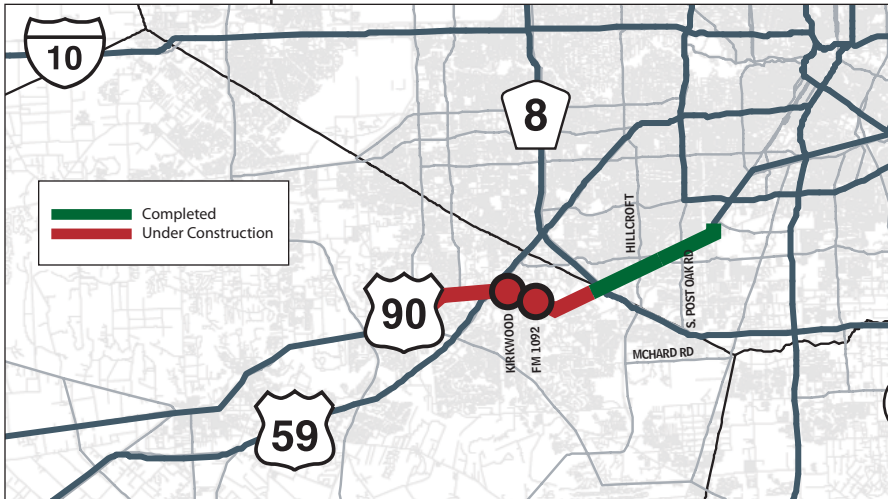 10
8
Completed
Under Construction
HILLCROFT
S. POST OAK RD
90
KIRKWOOD
FM 1092
MCHARD RD
59